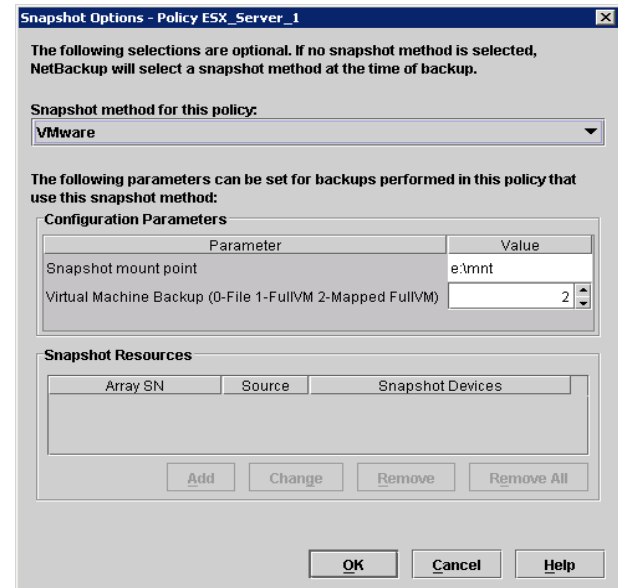 Snapshot Options - Policy ESX_Server_1
The following selections are optional. If no snapshot method is selected,
NetBackup will select a snapshot method at the time of backup.
Snapshot method for this policy:
VMware
The following parameters can be set for backups performed in this policy that
use this snapshot method:
Configuration Parameters
Parameter Value
Snapshot mount point e:\mnt
Virtual Machine Backup (0-File 1-FullVM 2-Mapped FullVM) 2
Snapshot Resources
Array SN Source Snapshot Devices
Add Change Remove Remove All
OK Cancel Help